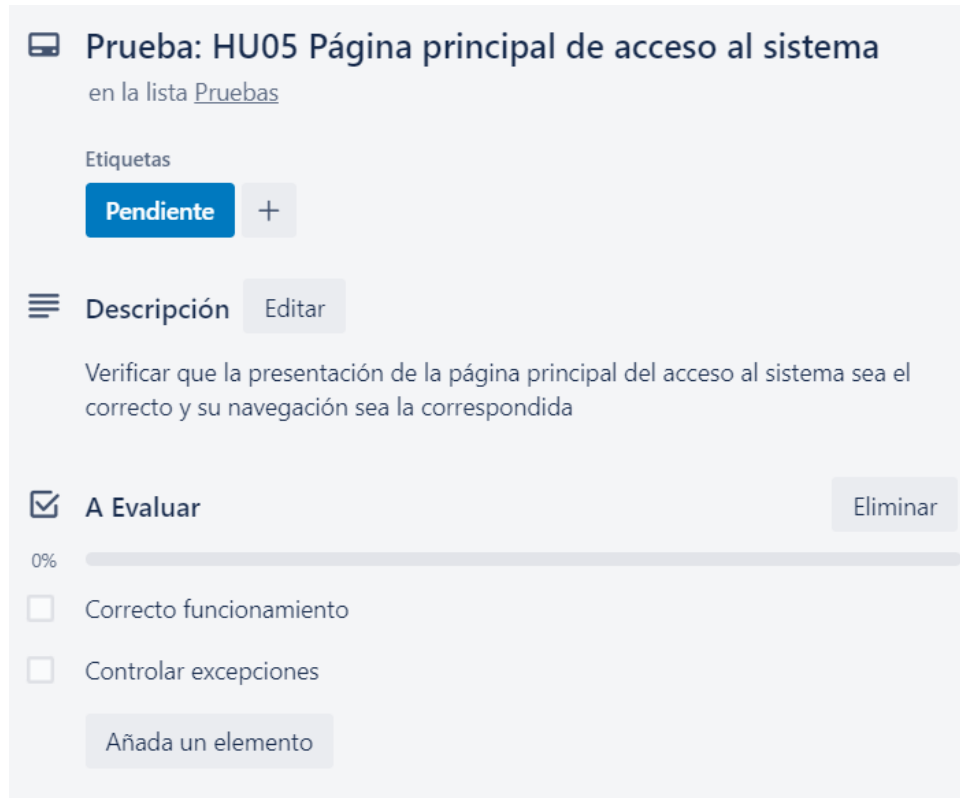 Prueba: HU05 Página principal de acceso al sistema
en la lista Pruebas
Etiquetas
Pendiente +
Descripción Editar
Verificar que la presentación de la página principal del acceso al sistema sea el
correcto y su navegación sea la correspondida
A Evaluar Eliminar
0%
Correcto funcionamiento
Controlar excepciones
Añada un elemento